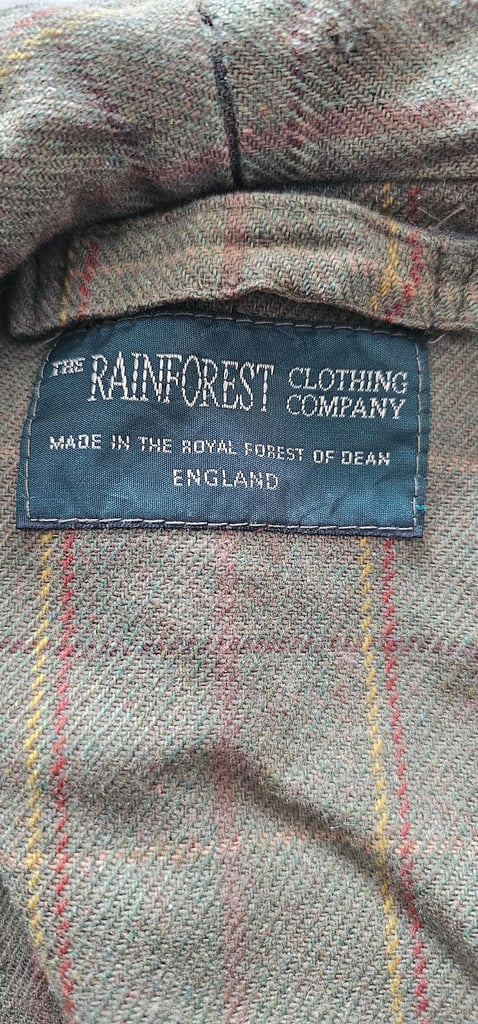 THE RAINFOREST CLOTHING COMPANY
MADE IN THE ROYAL FOREST OF DEAN
ENGLAND